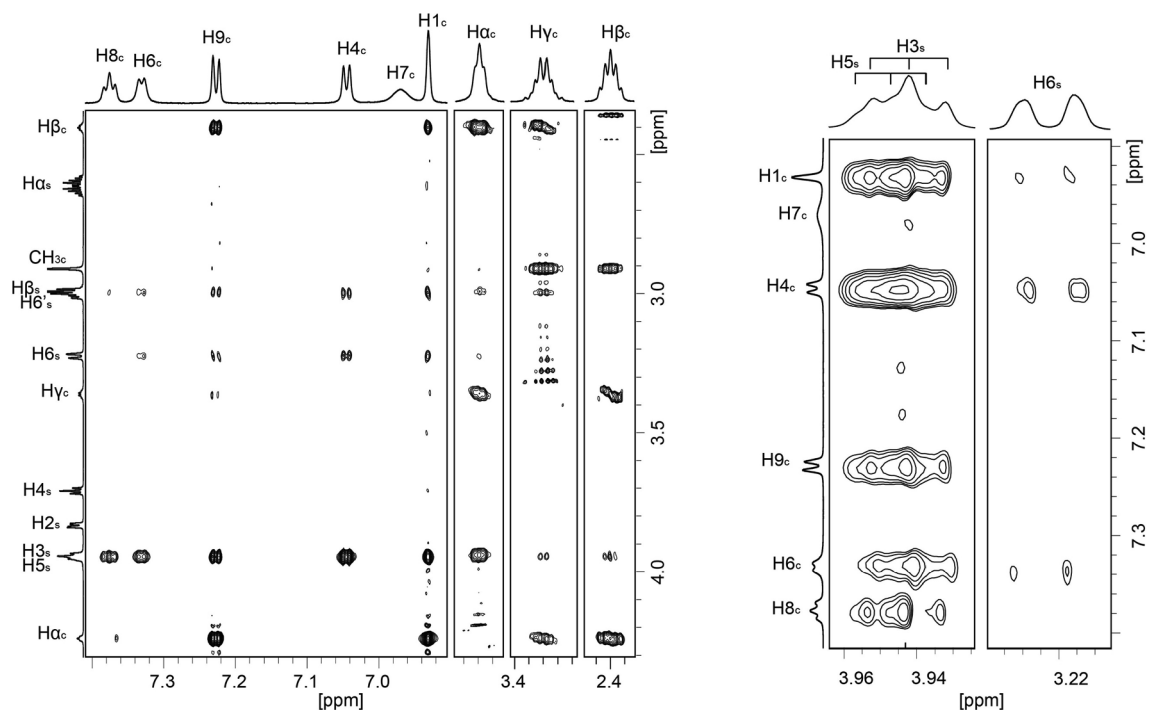 H8c H6c H9c H4c H7c H1c Hαc Hγc Hβc
Hβc
Hαs
CH3c
Hβs
H6's
H6s
Hγc
H4s
H2s
H3s
H5s
Hαc
[ppm]
3.0
3.5
4.0
7.3 7.2 7.1 7.0 3.4 2.4
[ppm]
H5s H3s H6s
H1c
H7c
H4c
H9c
H6c
H8c
[ppm]
7.0
7.1
7.2
7.3
3.96 3.94 3.22
[ppm]